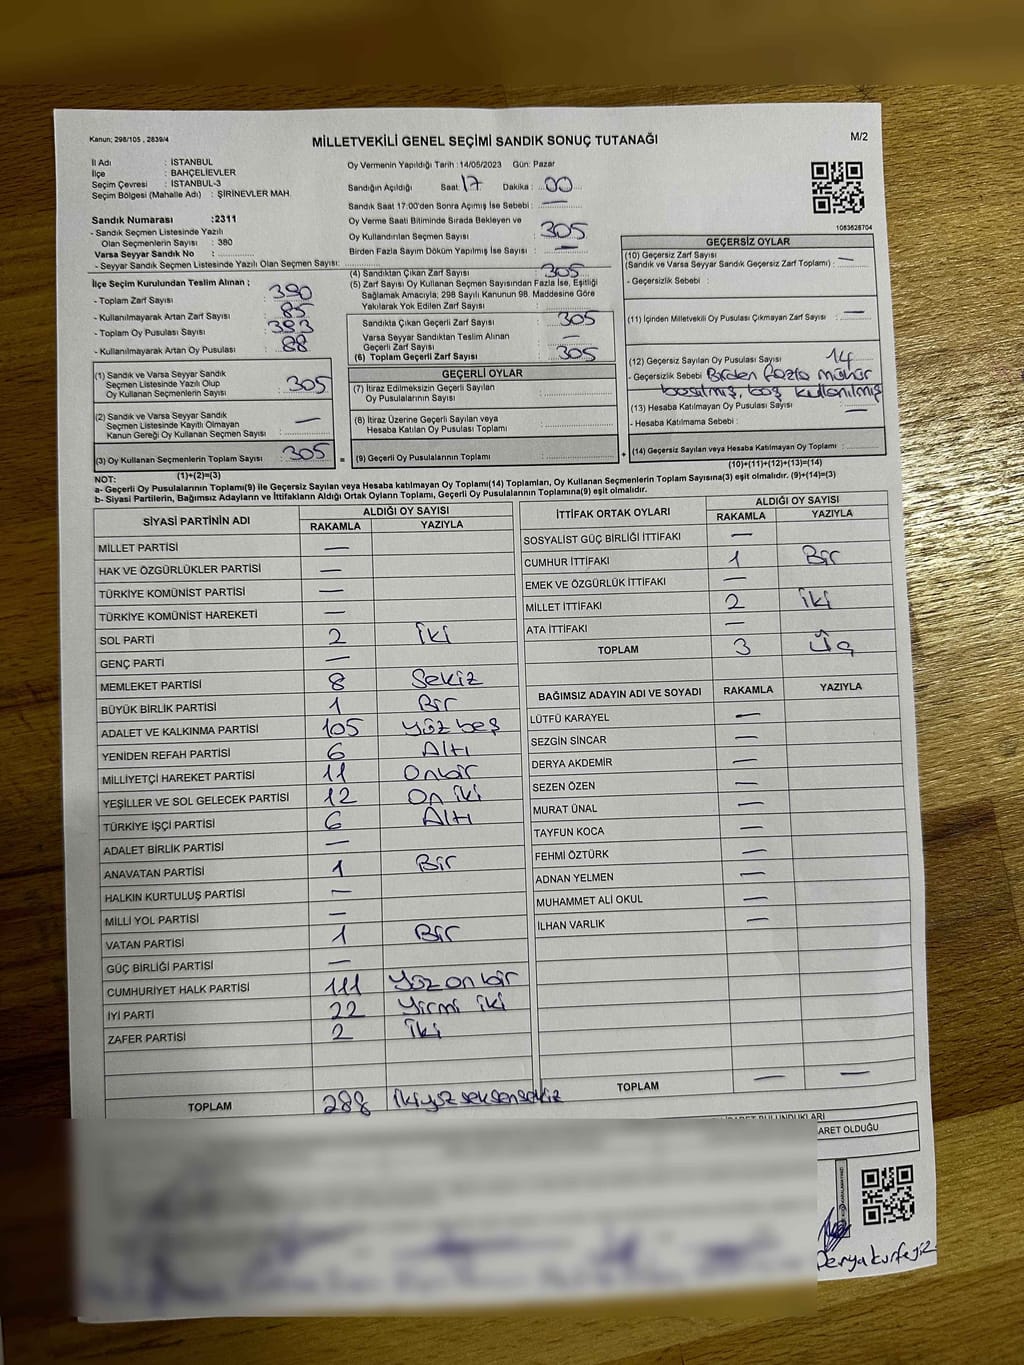 Kanun: 298/105 , 2839/4
MİLLETVEKİLİ GENEL SEÇİMİ SANDIK SONUÇ TUTANAĞI
M/2
İl Adı : İSTANBUL
İlçe : BAHÇELİEVLER
Seçim Çevresi : İSTANBUL-3
Seçim Bölgesi (Mahalle Adı) : ŞİRİNEVLER MAH.
Sandık Numarası :2311
- Sandık Seçmen Listesinde Yazılı
Olan Seçmenlerin Sayısı : 380
Varsa Seyyar Sandık No :
- Seyyar Sandık Seçmen Listesinde Yazılı Olan Seçmen Sayısı:
İlçe Seçim Kurulundan Teslim Alınan :
- Toplam Zarf Sayısı : 390
- Kullanılmayarak Artan Zarf Sayısı : 85
- Toplam Oy Pusulası Sayısı : 393
- Kullanılmayarak Artan Oy Pusulası : 88
(1) Sandık ve Varsa Seyyar Sandık
Seçmen Listesinde Yazılı Olup
Oy Kullanan Seçmenlerin Sayısı : 305
(2) Sandık ve Varsa Seyyar Sandık
Seçmen Listesinde Kayıtlı Olmayan
Kanun Gereği Oy Kullanan Seçmen Sayısı : —
(3) Oy Kullanan Seçmenlerin Toplam Sayısı : 305
(1)+(2)=(3)
Oy Vermenin Yapıldığı Tarih : 14/05/2023 Gün: Pazar
Sandığın Açıldığı Saat: 17 Dakika : 00
Sandık Saat 17:00'den Sonra Açımış İse Sebebi : —
Oy Verme Saati Bitiminde Sırada Bekleyen ve
Oy Kullandırılan Seçmen Sayısı : 305
Birden Fazla Sayım Döküm Yapılmış İse Sayısı : —
(4) Sandıktan Çıkan Zarf Sayısı : 305
(5) Zarf Sayısı Oy Kullanan Seçmen Sayısından Fazla İse, Eşitliği
Sağlamak Amacıyla; 298 Sayılı Kanunun 98. Maddesine Göre
Yakılarak Yok Edilen Zarf Sayısı :
Sandıkta Çıkan Geçerli Zarf Sayısı : 305
Varsa Seyyar Sandıktan Teslim Alınan
Geçerli Zarf Sayısı : —
(6) Toplam Geçerli Zarf Sayısı : 305
GEÇERLİ OYLAR
(7) İtiraz Edilmeksizin Geçerli Sayılan
Oy Pusulası Sayısı :
(8) İtiraz Üzerine Geçerli Sayılan veya
Hesaba Katılan Oy Pusulası Toplamı :
= (9) Geçerli Oy Pusulalarının Toplamı :
1083628704
GEÇERSİZ OYLAR
(10) Geçersiz Zarf Sayısı
(Sandık ve Varsa Seyyar Sandık Geçersiz Zarf Toplamı) : —
- Geçersizlik Sebebi :
(11) İçinden Milletvekili Oy Pusulası Çıkmayan Zarf Sayısı : —
(12) Geçersiz Sayılan Oy Pusulası Sayısı : 14
- Geçersizlik Sebebi : Birden fazla mühür
basılmış, boş kullanılmış
(13) Hesaba Katılmayan Oy Pusulası Sayısı : —
- Hesaba Katılmama Sebebi :
+ (14) Geçersiz Sayılan veya Hesaba Katılmayan Oy Toplamı :
(10)+(11)+(12)+(13)=(14)
NOT:
a- Geçerli Oy Pusulalarının Toplamı(9) ile Geçersiz Sayılan veya Hesaba katılmayan Oy Toplamı(14) Toplamları, Oy Kullanan Seçmenlerin Toplam Sayısına(3) eşit olmalıdır. (9)+(14)=(3)
b- Siyasi Partilerin, Bağımsız Adayların ve İttifakların Aldığı Ortak Oyların Toplamı, Geçerli Oy Pusulalarının Toplamına(9) eşit olmalıdır.
SİYASİ PARTİNİN ADI ALDIĞI OY SAYISI
RAKAMLA YAZIYLA
MİLLET PARTİSİ —
HAK VE ÖZGÜRLÜKLER PARTİSİ —
TÜRKİYE KOMÜNİST PARTİSİ —
TÜRKİYE KOMÜNİST HAREKETİ —
SOL PARTİ 2 İki
GENÇ PARTİ —
MEMLEKET PARTİSİ 8 Sekiz
BÜYÜK BİRLİK PARTİSİ 1 Bir
ADALET VE KALKINMA PARTİSİ 105 Yüz beş
YENİDEN REFAH PARTİSİ 6 Altı
MİLLİYETÇİ HAREKET PARTİSİ 11 Onbir
YEŞİLLER VE SOL GELECEK PARTİSİ 12 On iki
TÜRKİYE İŞÇİ PARTİSİ 6 Altı
ADALET BİRLİK PARTİSİ —
ANAVATAN PARTİSİ 1 Bir
HALKIN KURTULUŞ PARTİSİ —
MİLLİ YOL PARTİSİ —
VATAN PARTİSİ 1 Bir
GÜÇ BİRLİĞİ PARTİSİ —
CUMHURİYET HALK PARTİSİ 111 Yüz on bir
İYİ PARTİ 22 Yirmi iki
ZAFER PARTİSİ 2 İki
TOPLAM 288 İkiyüz seksensekiz
İTTİFAK ORTAK OYLARI ALDIĞI OY SAYISI
RAKAMLA YAZIYLA
SOSYALİST GÜÇ BİRLİĞİ İTTİFAKI —
CUMHUR İTTİFAKI 1 Bir
EMEK VE ÖZGÜRLÜK İTTİFAKI —
MİLLET İTTİFAKI 2 İki
ATA İTTİFAKI —
TOPLAM 3 Üç
BAĞIMSIZ ADAYIN ADI VE SOYADI RAKAMLA YAZIYLA
LÜTFÜ KARAYEL —
SEZGİN SİNCAR —
DERYA AKDEMİR —
SEZEN ÖZEN —
MURAT ÜNAL —
TAYFUN KOCA —
FEHMİ ÖZTÜRK —
ADNAN YELMEN —
MUHAMMET ALİ OKUL —
İLHAN VARLIK —
TOPLAM — —
BULUNDUKLARI
ARET OLDUĞU